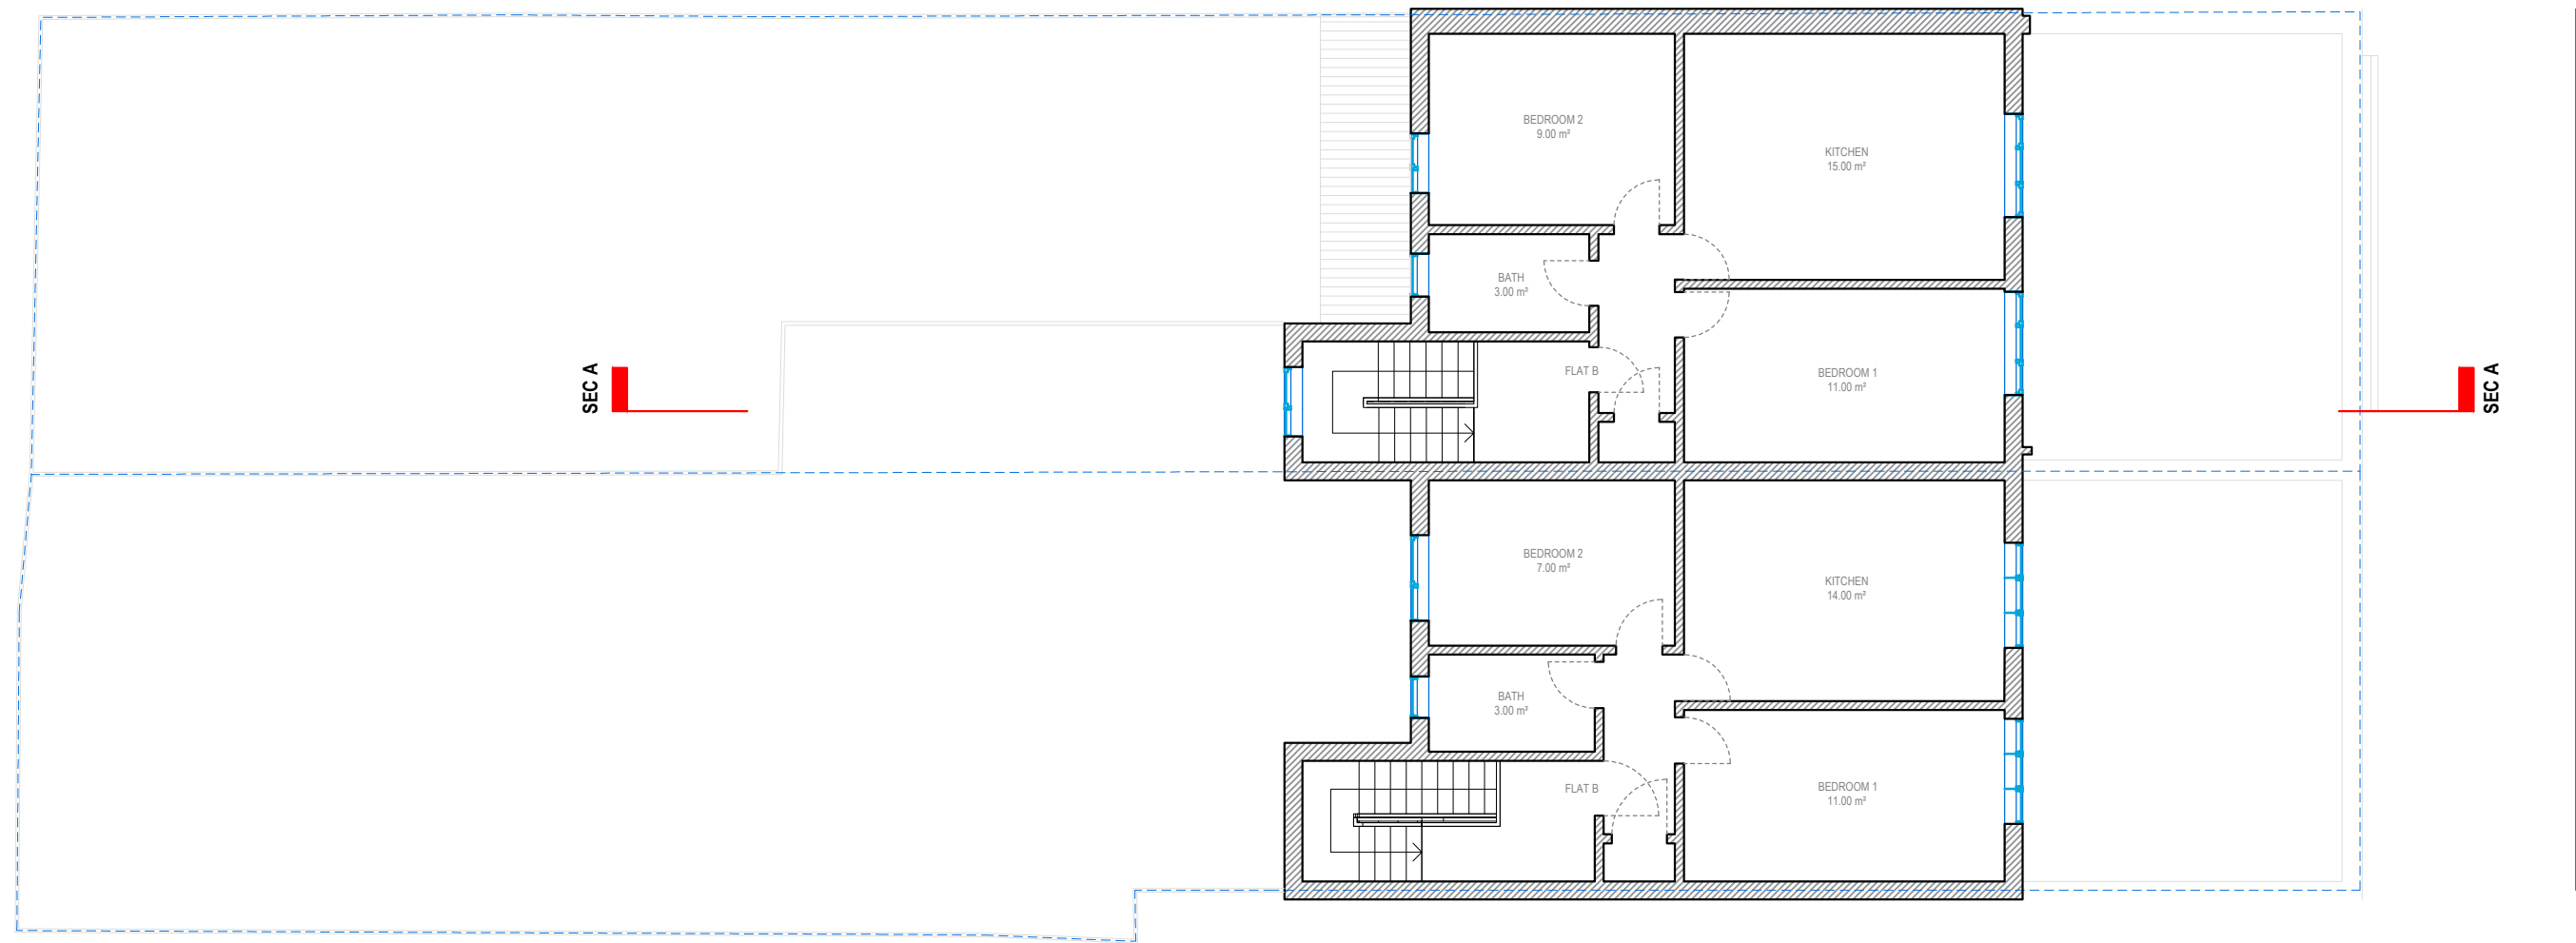 BEDROOM 2
9.00 m²
KITCHEN
15.00 m²
BATH
3.00 m²
FLAT B
BEDROOM 1
11.00 m²
SEC A
SEC A
BEDROOM 2
7.00 m²
KITCHEN
14.00 m²
BATH
3.00 m²
FLAT B
BEDROOM 1
11.00 m²